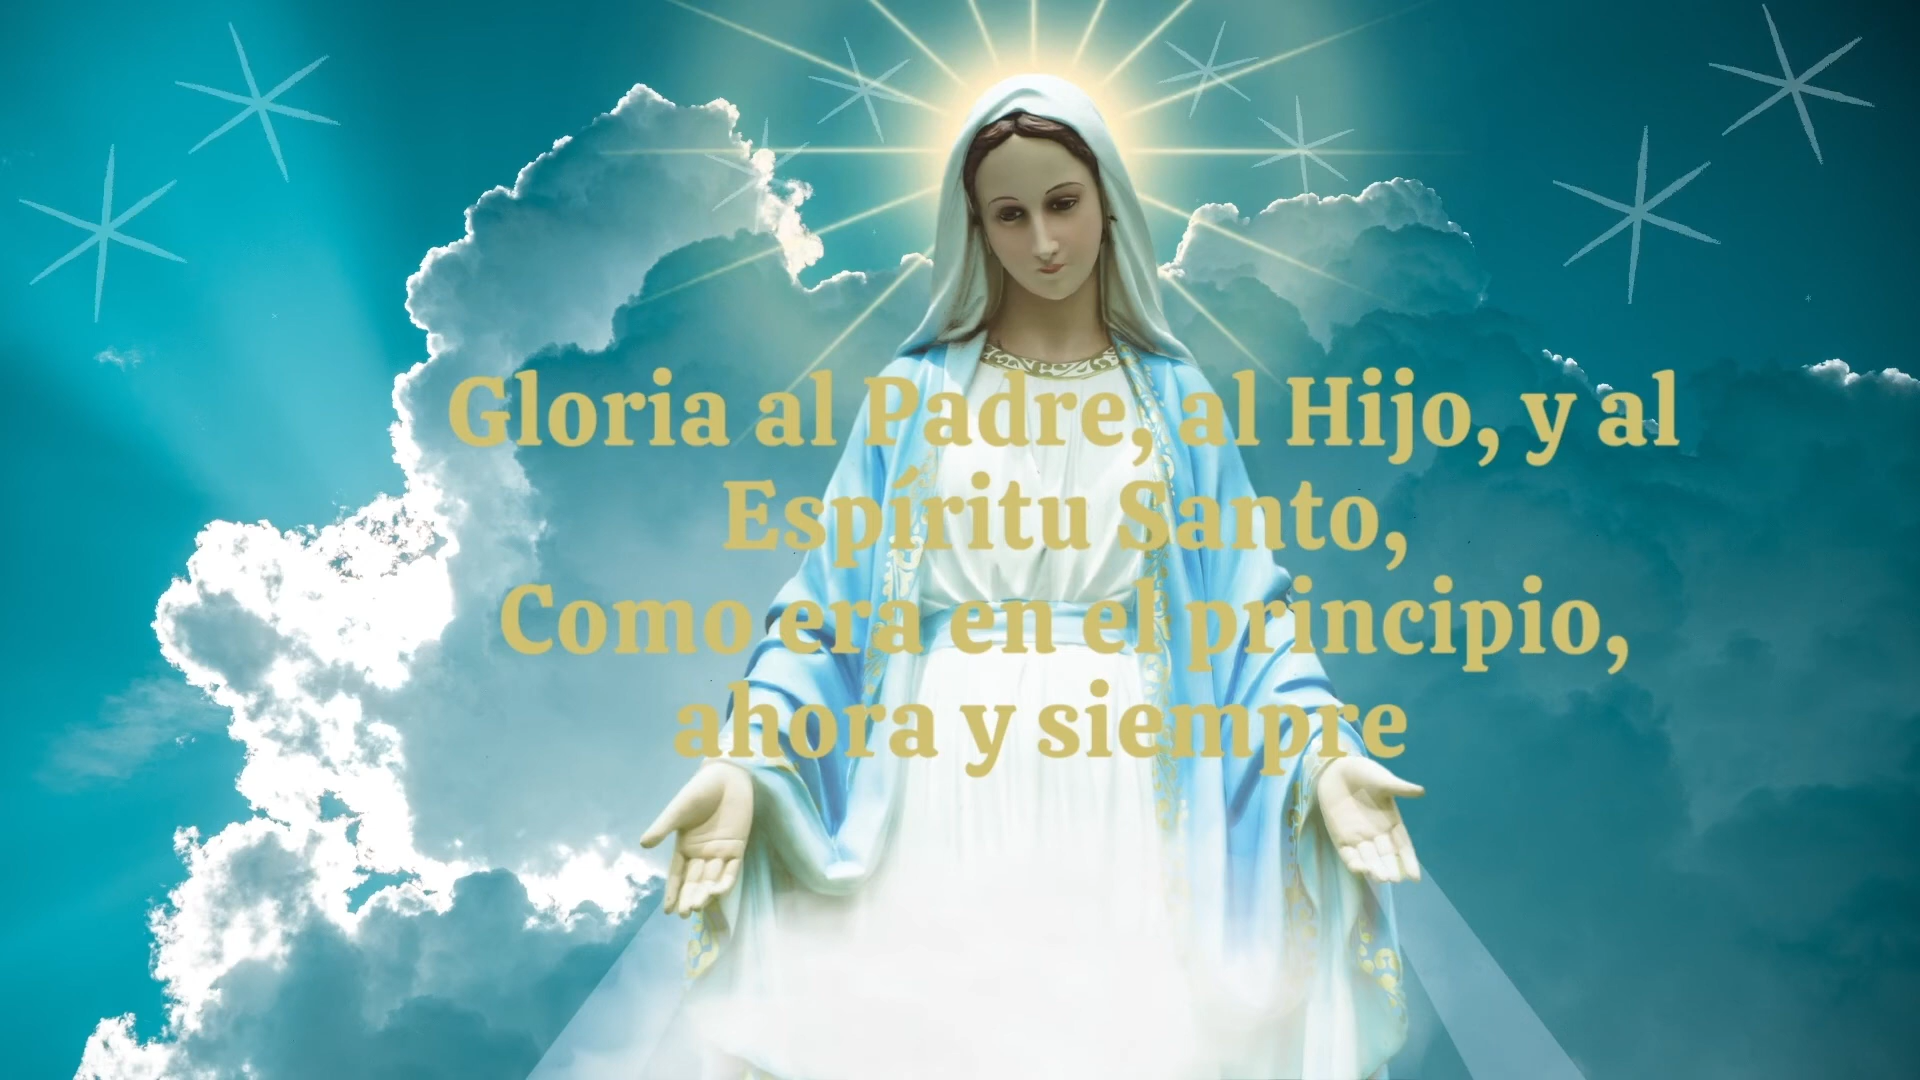 Gloria al Padre, al Hijo, y al
Espíritu Santo,
Como era en el principio,
ahora y siempre